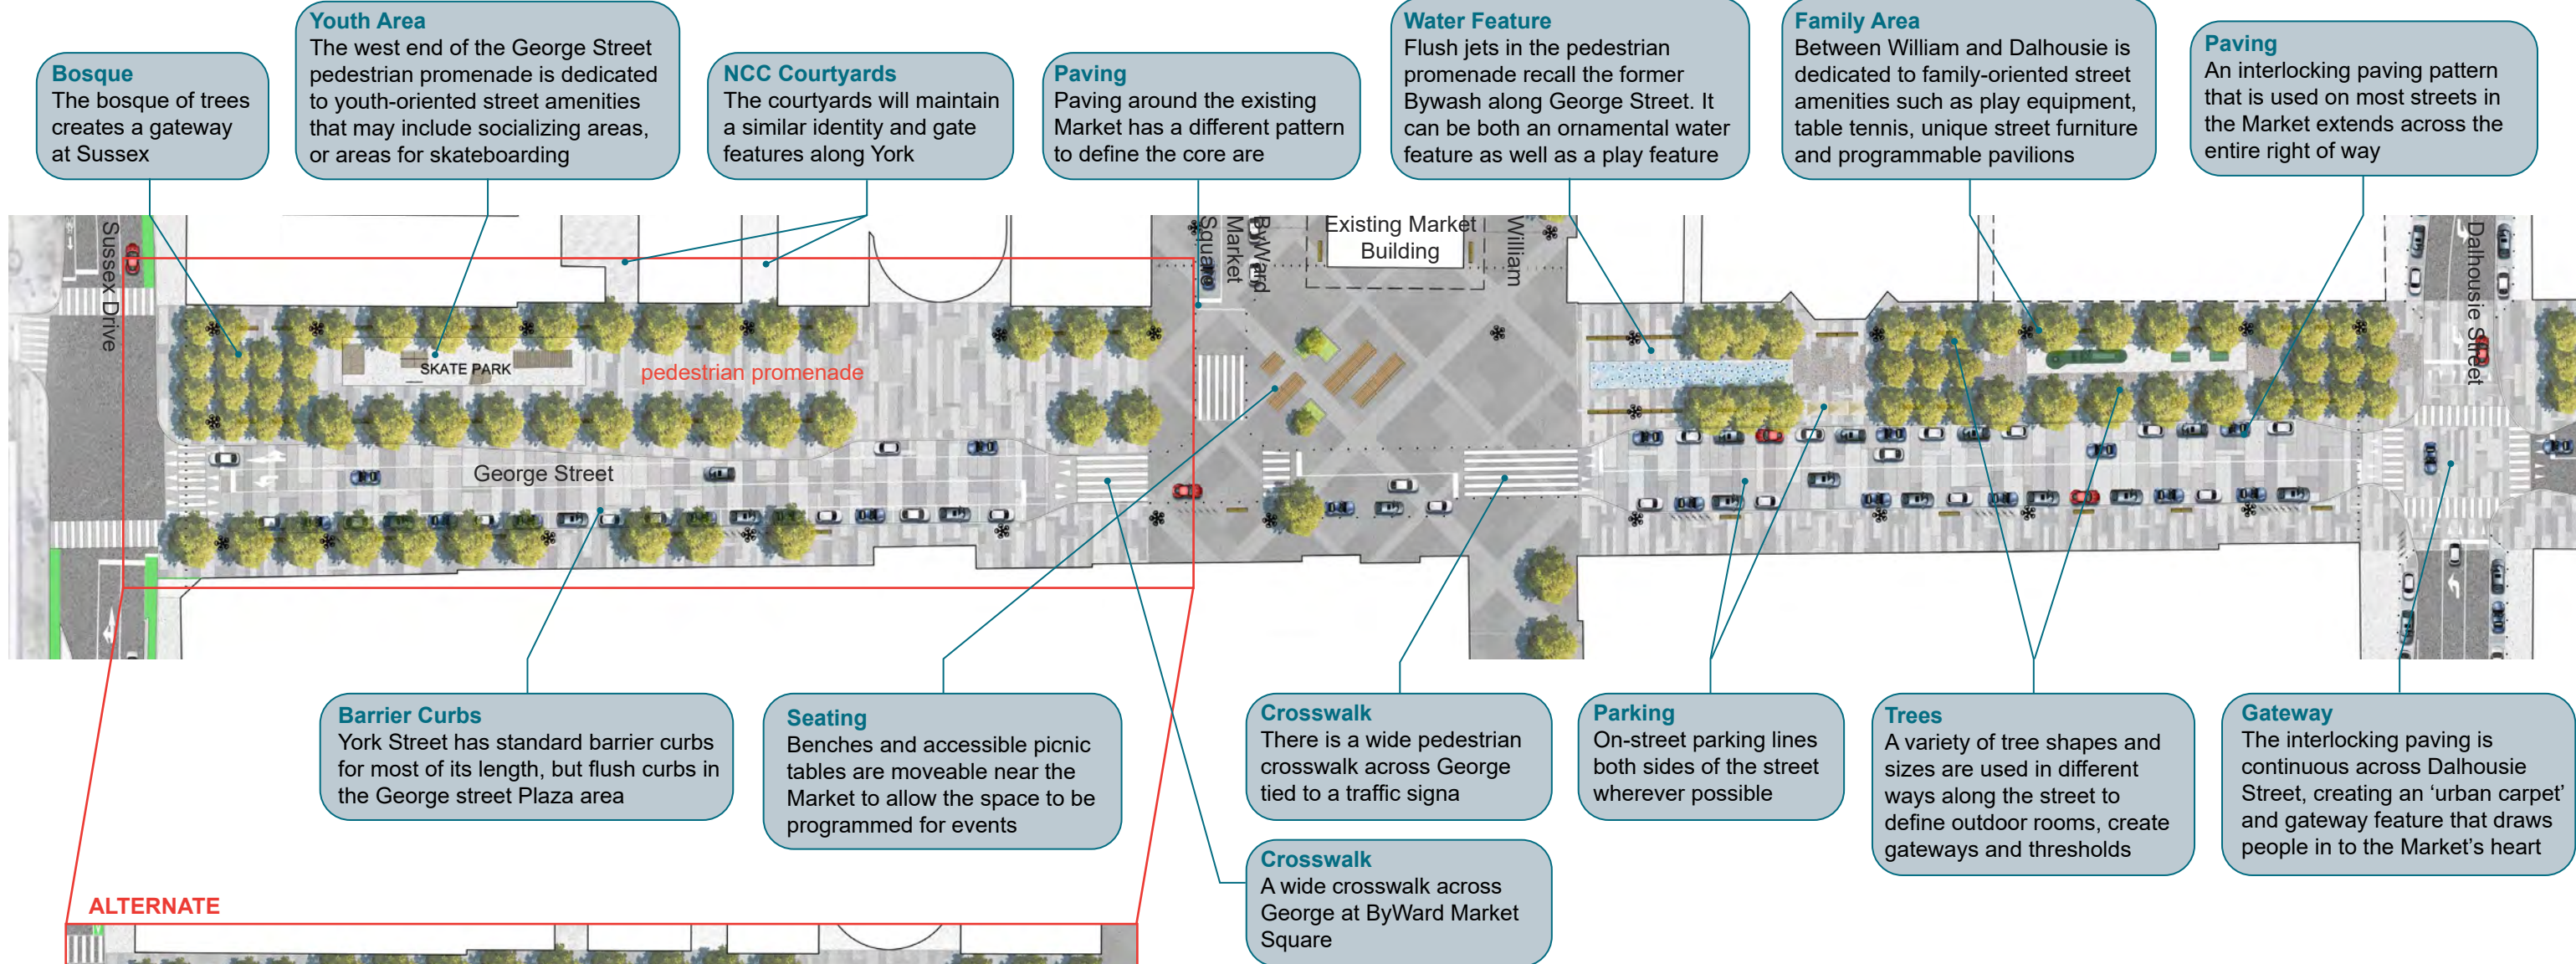 Bosque
The bosque of trees
creates a gateway
at Sussex
Youth Area
The west end of the George Street
pedestrian promenade is dedicated
to youth-oriented street amenities
that may include socializing areas,
or areas for skateboarding
NCC Courtyards
The courtyards will maintain
a similar identity and gate
features along York
Paving
Paving around the existing
Market has a different pattern
to define the core are
Water Feature
Flush jets in the pedestrian
promenade recall the former
Bywash along George Street. It
can be both an ornamental water
feature as well as a play feature
Family Area
Between William and Dalhousie is
dedicated to family-oriented street
amenities such as play equipment,
table tennis, unique street furniture
and programmable pavilions
Paving
An interlocking paving pattern
that is used on most streets in
the Market extends across the
entire right of way
Sussex Drive
ByWard
Market
Square
Existing Market
Building
William
Dalhousie Street
SKATE PARK
pedestrian promenade
George Street
Barrier Curbs
York Street has standard barrier curbs
for most of its length, but flush curbs in
the George street Plaza area
Seating
Benches and accessible picnic
tables are moveable near the
Market to allow the space to be
programmed for events
Crosswalk
There is a wide pedestrian
crosswalk across George
tied to a traffic signa
Crosswalk
A wide crosswalk across
George at ByWard Market
Square
Parking
On-street parking lines
both sides of the street
wherever possible
Trees
A variety of tree shapes and
sizes are used in different
ways along the street to
define outdoor rooms, create
gateways and thresholds
Gateway
The interlocking paving is
continuous across Dalhousie
Street, creating an ‘urban carpet’
and gateway feature that draws
people in to the Market’s heart
ALTERNATE